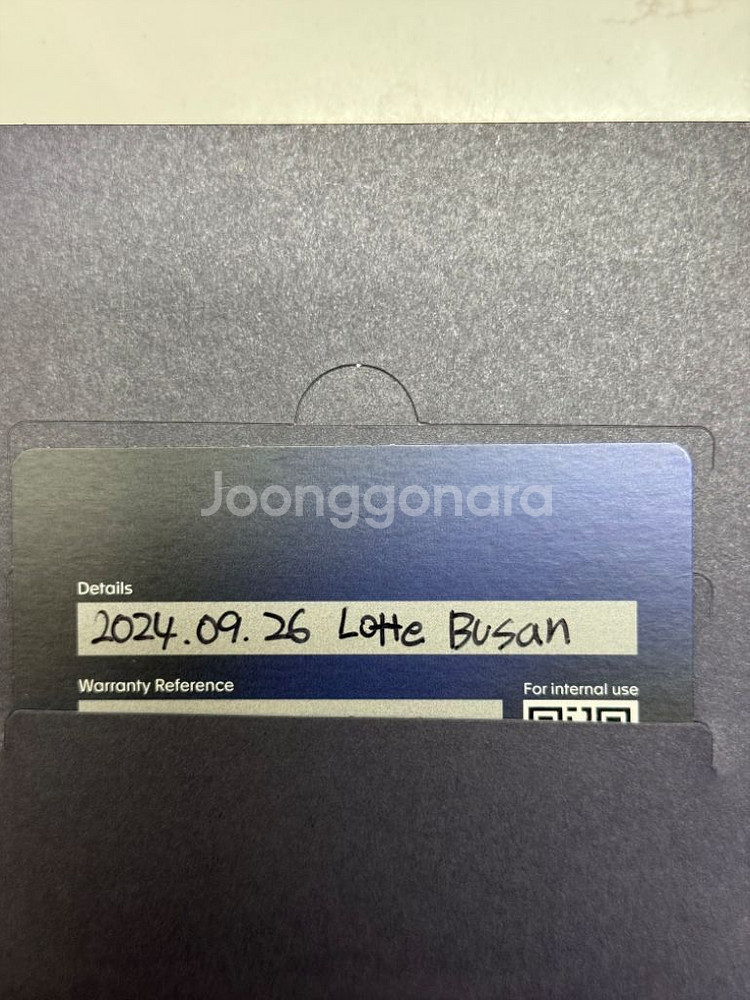 Joonggonara
Details
2024.09.26 Lotte Busan
Warranty Reference
For internal use